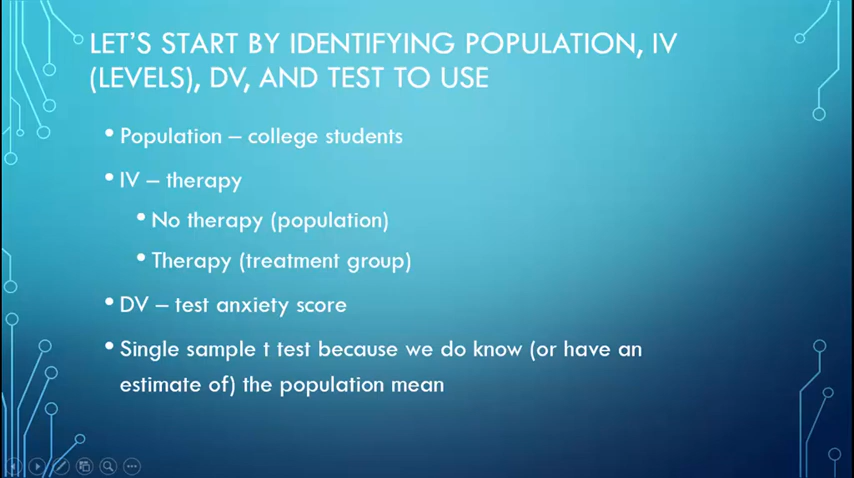 LET'S START BY IDENTIFYING POPULATION, IV
(LEVELS), DV, AND TEST TO USE
• Population – college students
• IV – therapy
• No therapy (population)
• Therapy (treatment group)
• DV – test anxiety score
• Single sample t test because we do know (or have an
estimate of) the population mean